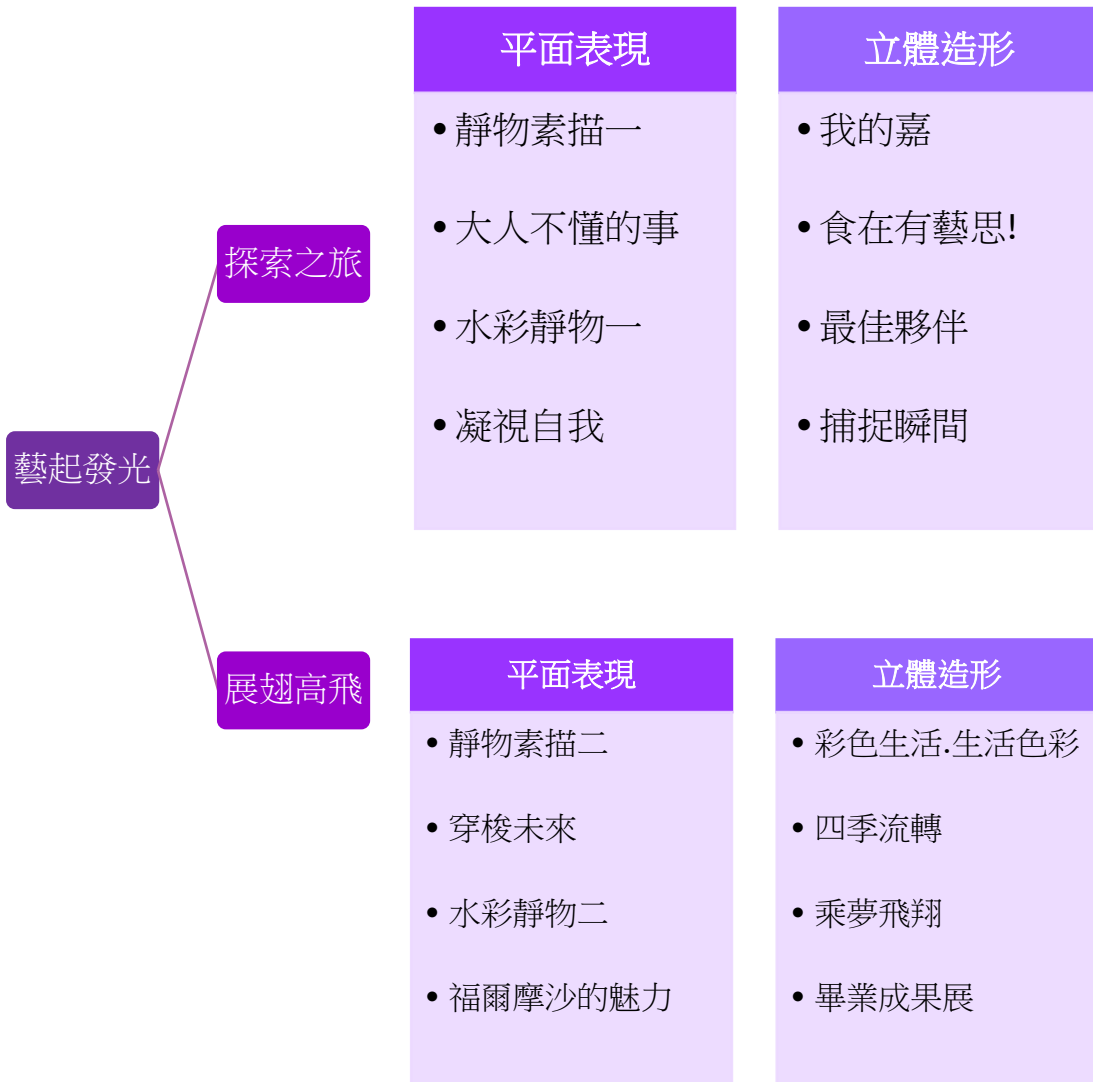 藝起發光
探索之旅
平面表現
• 靜物素描一
• 大人不懂的事
• 水彩靜物一
• 凝視自我
立體造形
• 我的嘉
• 食在有藝思!
• 最佳夥伴
• 捕捉瞬間
展翅高飛
平面表現
• 靜物素描二
• 穿梭未來
• 水彩靜物二
• 福爾摩沙的魅力
立體造形
• 彩色生活.生活色彩
• 四季流轉
• 乘夢飛翔
• 畢業成果展